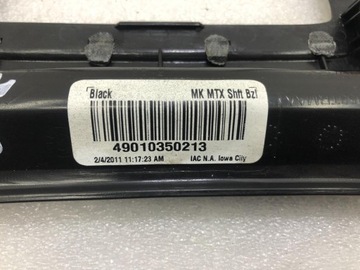 Black MK MTX Shft Bzl
49010350213
2/4/2011 11:17:23 AM IAC N.A. Iowa City